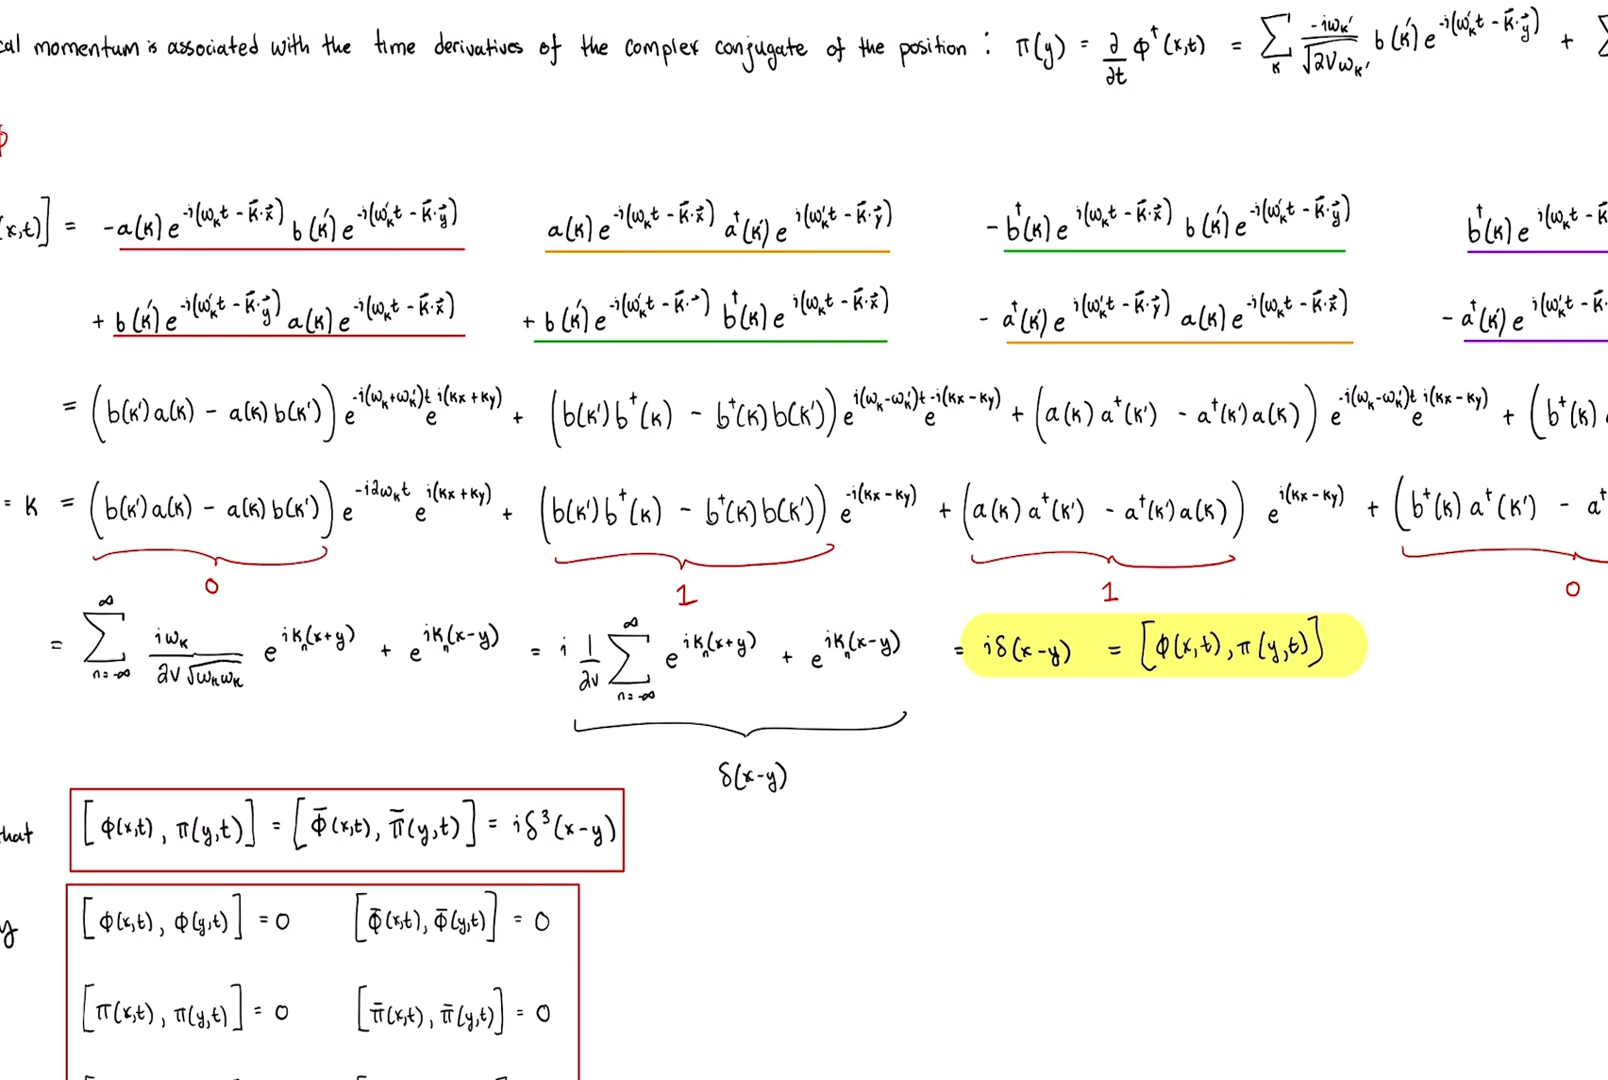 cal momentum is associated with the time derivatives of the complex conjugate of the position : π(y) = ∂/∂t ϕ†(x,t) = Σ_k -iω_k'/√(2Vω_k') b(k')e^{-i(ω_k't - k̄·y⃗)} + Σ
ϕ
(x,t)] = -a(k)e^{-i(ω_kt - k̄·x⃗)} b(k')e^{-i(ω_k't - k̄·y⃗)} a(k)e^{-i(ω_kt - k̄·x⃗)} a†(k')e^{i(ω_k't - k̄·y⃗)} -b†(k)e^{i(ω_kt - k̄·x⃗)} b(k')e^{-i(ω_k't - k̄·y⃗)} b†(k)e^{i(ω_kt - k̄
+ b(k')e^{-i(ω_k't - k̄·y⃗)} a(k)e^{-i(ω_kt - k̄·x⃗)} + b(k')e^{-i(ω_k't - k̄·⃗)} b†(k)e^{i(ω_kt - k̄·x⃗)} - a†(k')e^{i(ω_k't - k̄·y⃗)} a(k)e^{-i(ω_kt - k̄·x⃗)} - a†(k')e^{i(ω_k't - k̄·
= (b(k')a(k) - a(k)b(k'))e^{-i(ω_k+ω_k')t}e^{i(kx+ky)} + (b(k')b†(k) - b†(k)b(k'))e^{i(ω_k-ω_k')t}e^{-i(kx-ky)} + (a(k)a†(k') - a†(k')a(k))e^{-i(ω_k-ω_k')t}e^{i(kx-ky)} + (b†(k)
= k = (b(k')a(k) - a(k)b(k'))e^{-i2ω_kt}e^{i(kx+ky)} + (b(k')b†(k) - b†(k)b(k'))e^{-i(kx-ky)} + (a(k)a†(k') - a†(k')a(k))e^{i(kx-ky)} + (b†(k)a†(k') - a†
0 1 1 0
= Σ_{n=-∞}^{∞} iω_k/(2V√(ω_kω_k)) e^{ik_n(x+y)} + e^{ik_n(x-y)} = i 1/2V Σ_{n=-∞}^{∞} e^{ik_n(x+y)} + e^{ik_n(x-y)} = iδ(x-y) = [ϕ(x,t), π(y,t)]
δ(x-y)
that [ϕ(x,t), π(y,t)] = [ϕ̄(x,t), π̄(y,t)] = iδ³(x-y)
y [ϕ(x,t), ϕ(y,t)] = 0 [ϕ̄(x,t), ϕ̄(y,t)] = 0
[π(x,t), π(y,t)] = 0 [π̄(x,t), π̄(y,t)] = 0